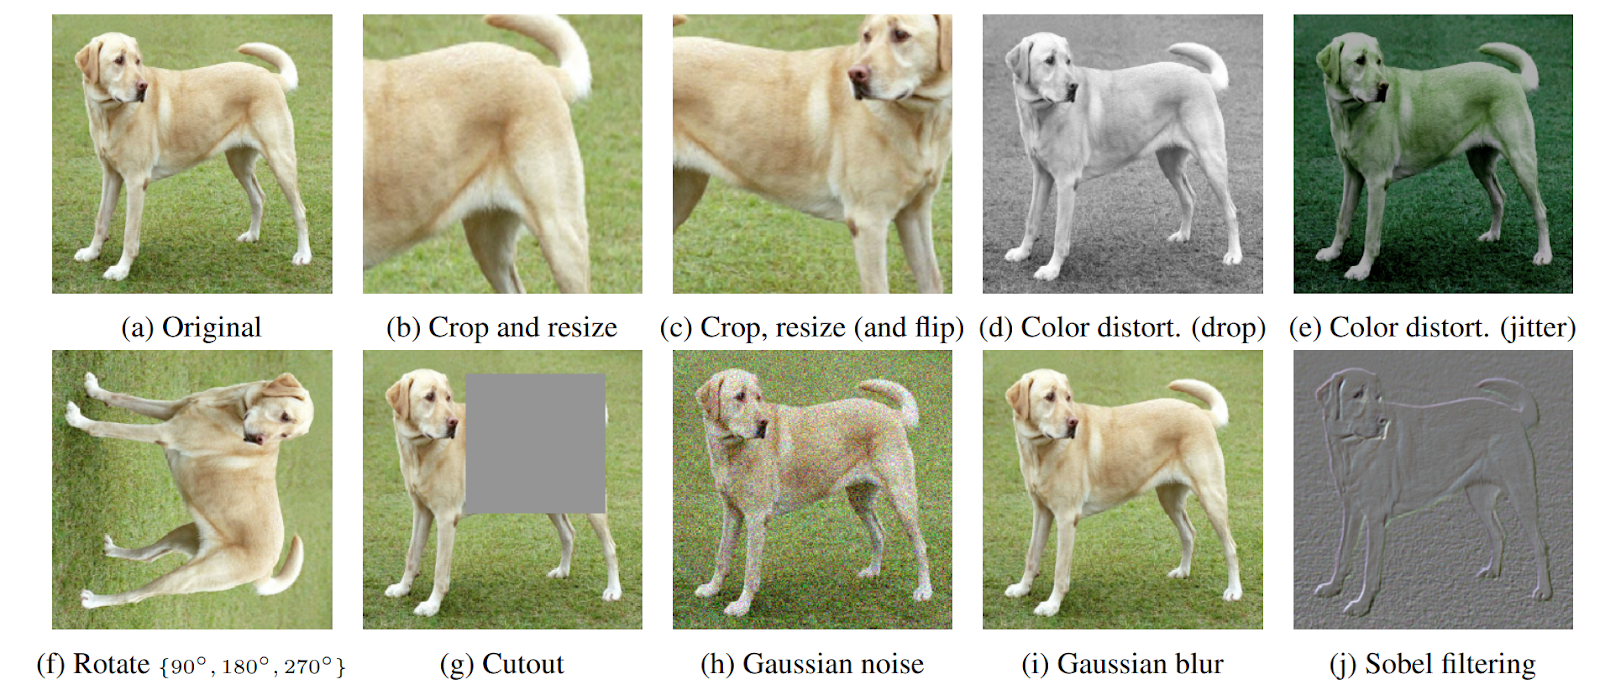 (a) Original
(b) Crop and resize
(c) Crop, resize (and flip)
(d) Color distort. (drop)
(e) Color distort. (jitter)
(f) Rotate {90°, 180°, 270°}
(g) Cutout
(h) Gaussian noise
(i) Gaussian blur
(j) Sobel filtering